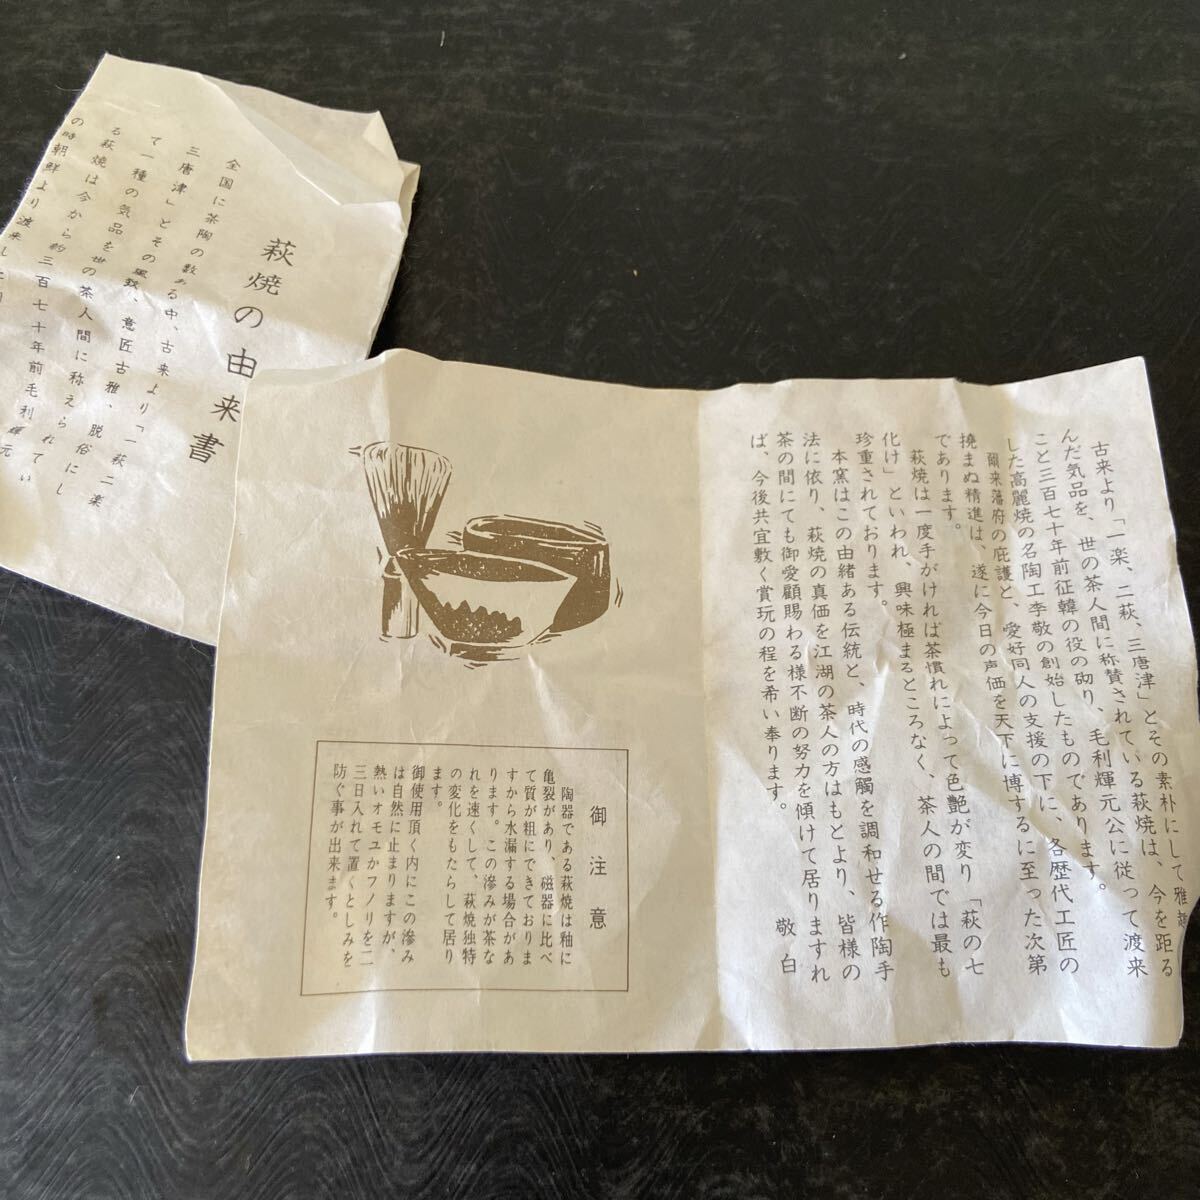 萩焼の由来書
全国に茶陶の数ある中、古来より「一萩二楽
三唐津」とその風韻、意匠古雅、脱俗にし
て一種の気品を世の茶人間に称えられてい
る萩焼は今から約三百七十年前毛利輝元
の時朝鮮より渡来し
古来より「一楽、二萩、三唐津」とその素朴にして雅趣
んだ気品を、世の茶人間に称賛されている萩焼は、今を距る
こと三百七十年前征韓の役の砌り、毛利輝元公に従って渡来
した高麗焼の名陶工李敬の創始したものであります。
爾来藩府の庇護と、愛好同人の支援の下に、各歴代工匠の
撓まぬ精進は、遂に今日の声価を天下に博するに至った次第
であります。
萩焼は一度手がければ茶慣れによって色艶が変り「萩の七
化け」といわれ、興味極まるところなく、茶人の間では最も
珍重されております。
本窯はこの由緒ある伝統と、時代の感觸を調和せる作陶手
法に依り、萩焼の真価を江湖の茶人の方はもとより、皆様の
茶の間にても御愛顧賜わる様不断の努力を傾けて居りますれ
ば、今後共宜敷く賞玩の程を希い奉ります。
敬白
御注意
陶器である萩焼は釉に
亀裂があり、磁器に比べ
て質が粗にできておりま
すから水漏する場合があ
ります。この滲みが茶な
れを速くして、萩焼独特
の変化をもたらして居り
ます。
御使用頂く内にこの滲み
は自然に止まりますが、
熱いオモユかフノリを二
三日入れて置くとしみを
防ぐ事が出来ます。